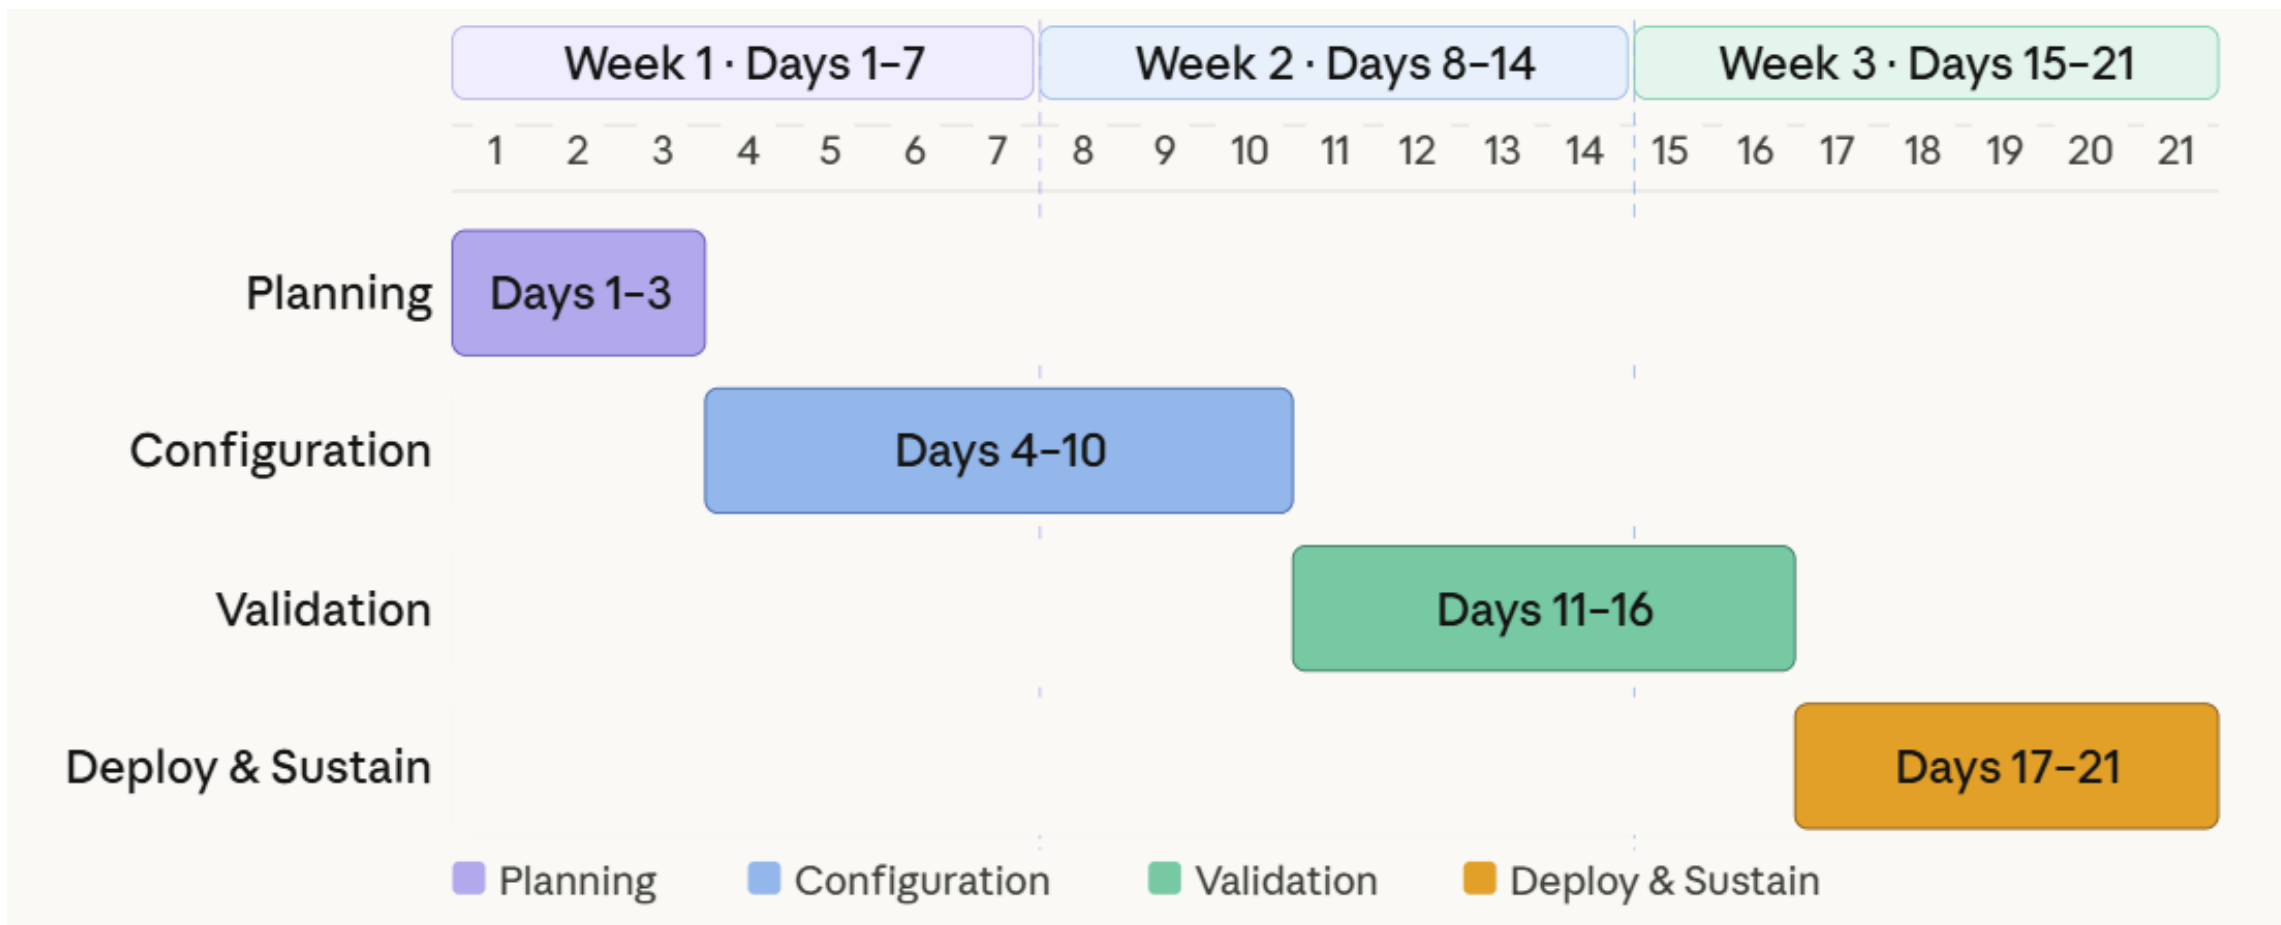 Week 1 · Days 1–7
Week 2 · Days 8–14
Week 3 · Days 15–21
1 2 3 4 5 6 7 8 9 10 11 12 13 14 15 16 17 18 19 20 21
Planning
Days 1–3
Configuration
Days 4–10
Validation
Days 11–16
Deploy & Sustain
Days 17–21
Planning
Configuration
Validation
Deploy & Sustain